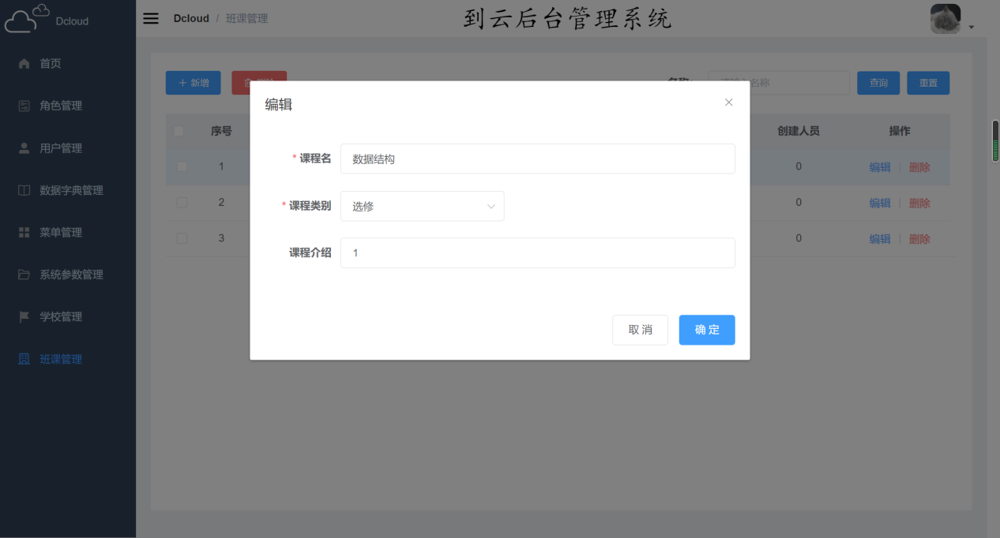 Dcloud
Dcloud / 班课管理
到云后台管理系统
首页
角色管理
用户管理
数据字典管理
菜单管理
系统参数管理
学校管理
班课管理
新增
查询
重置
序号
创建人员
操作
1
0
编辑
删除
2
0
编辑
删除
3
0
编辑
删除
编辑
* 课程名
数据结构
* 课程类别
选修
课程介绍
1
取 消
确 定